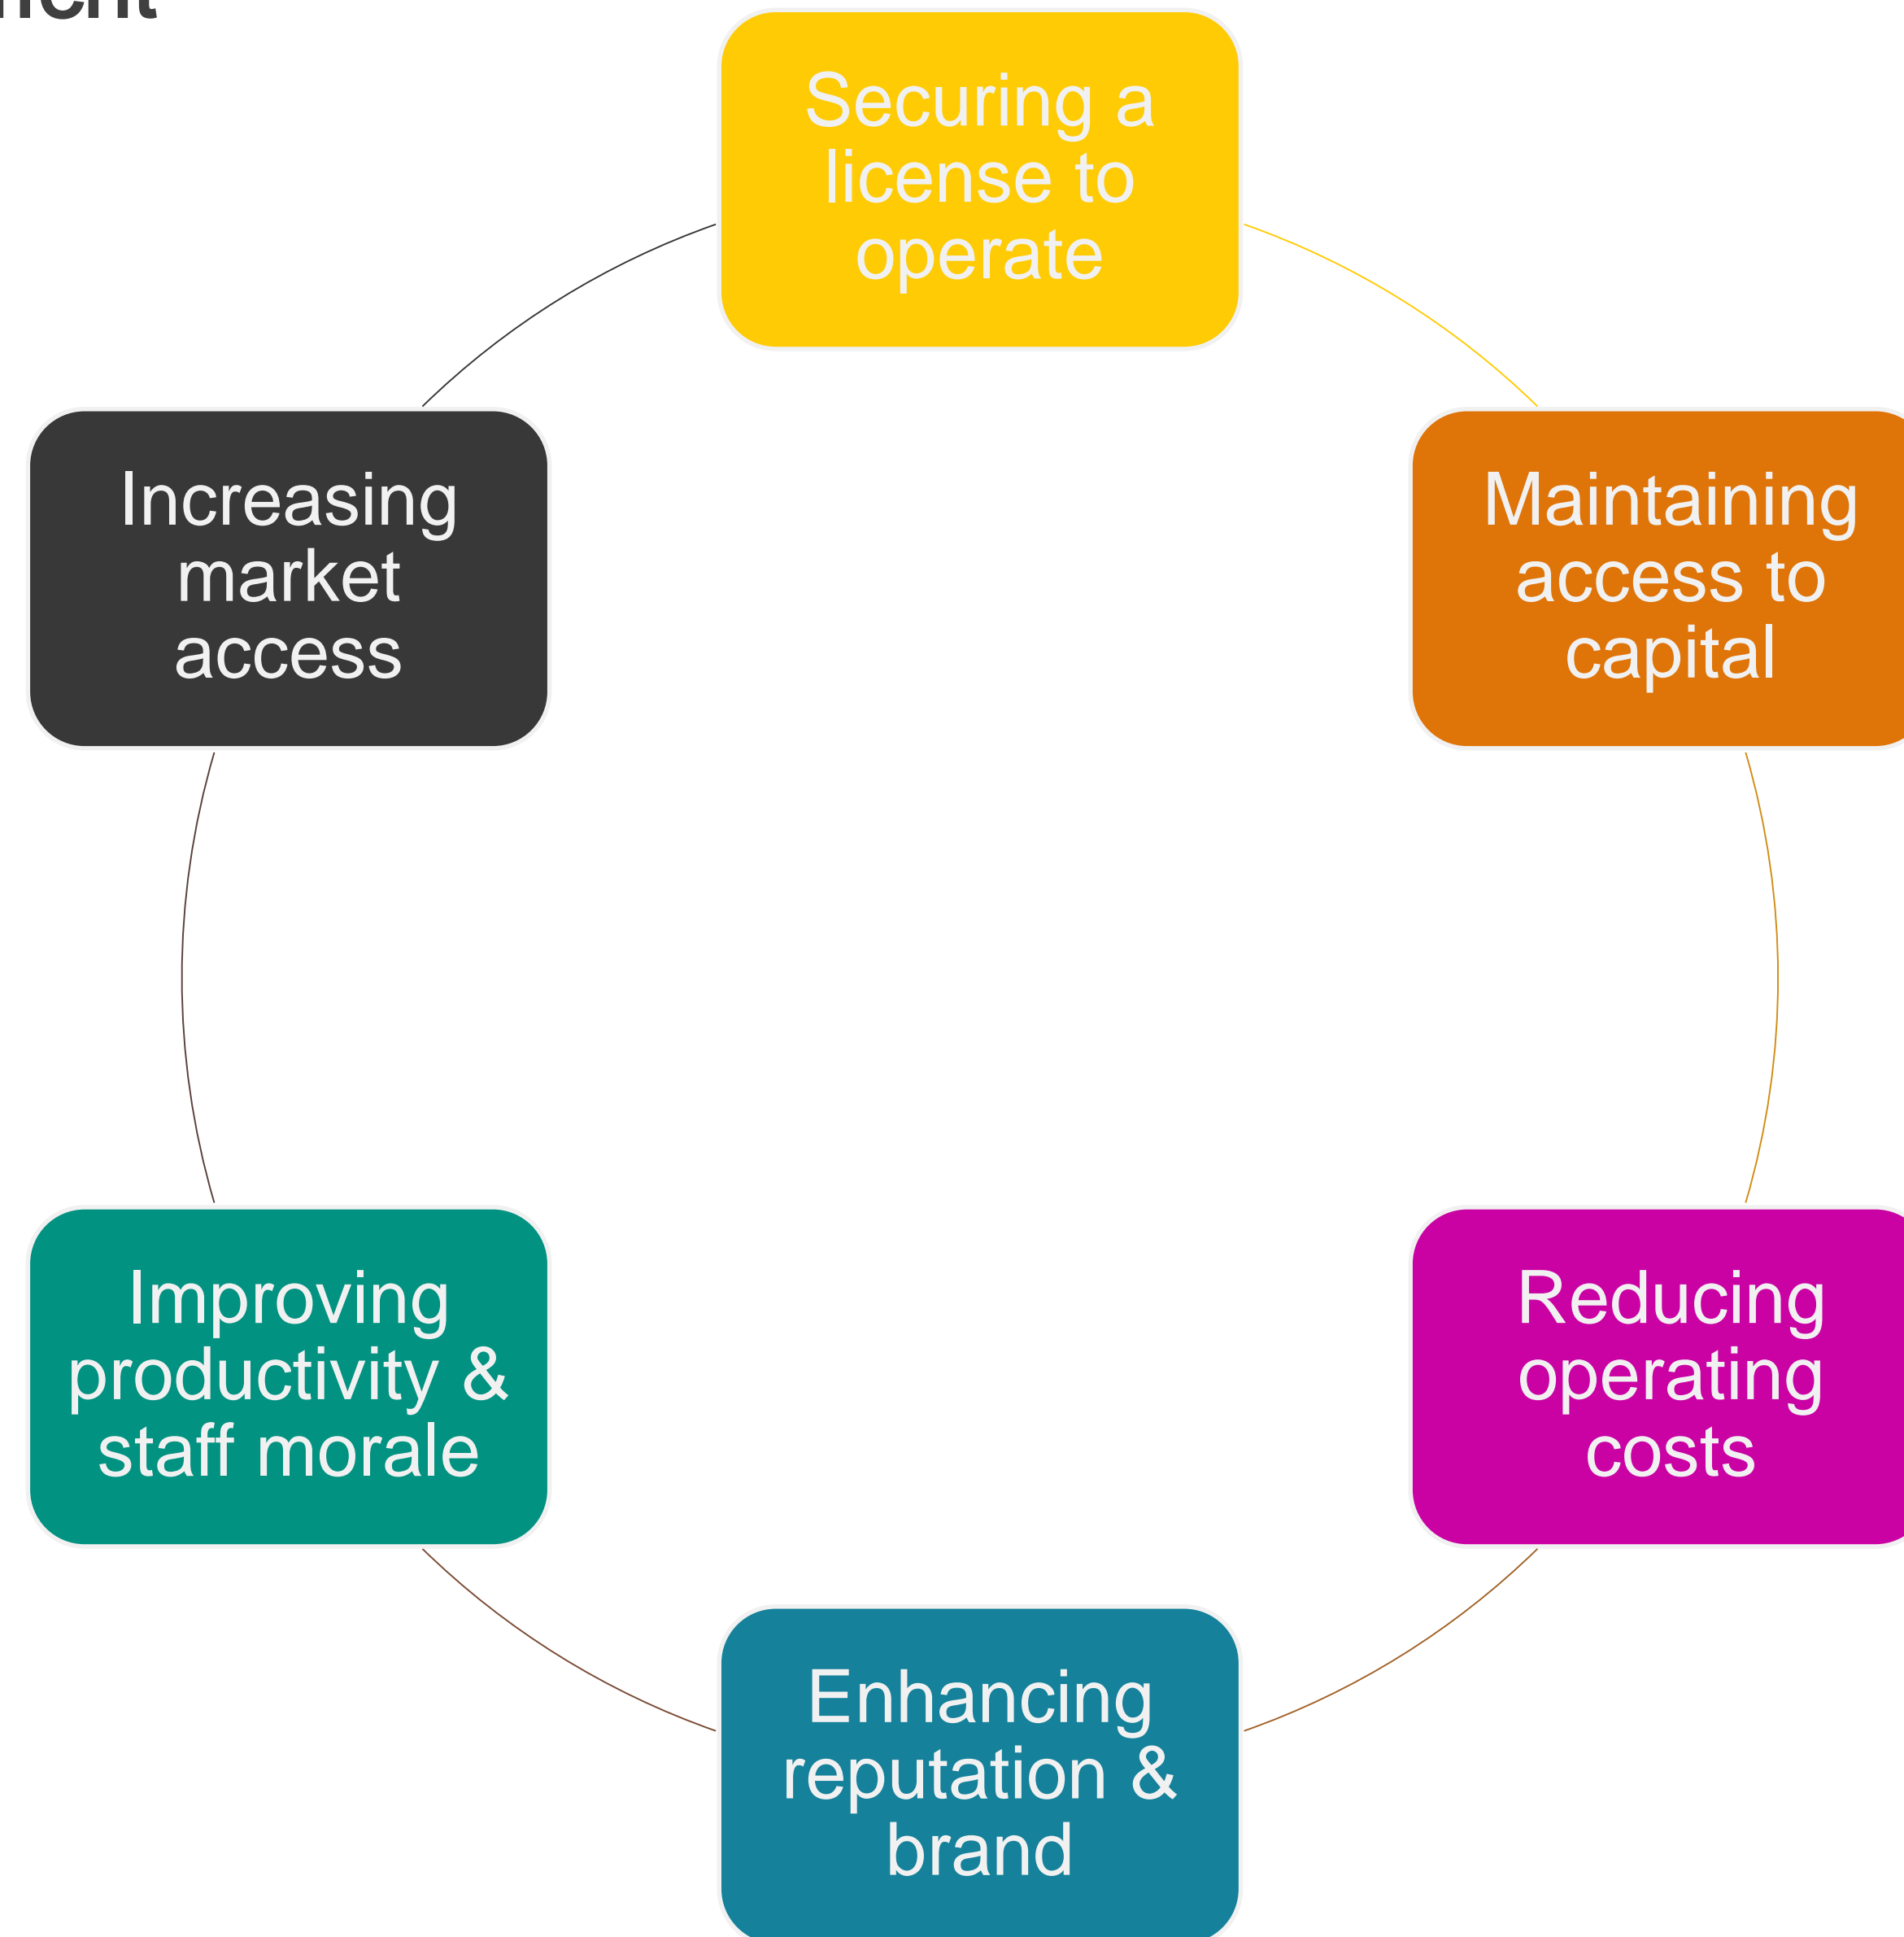 Securing a
license to
operate
Maintaining
access to
capital
Reducing
operating
costs
Enhancing
reputation &
brand
Improving
productivity &
staff morale
Increasing
market
access